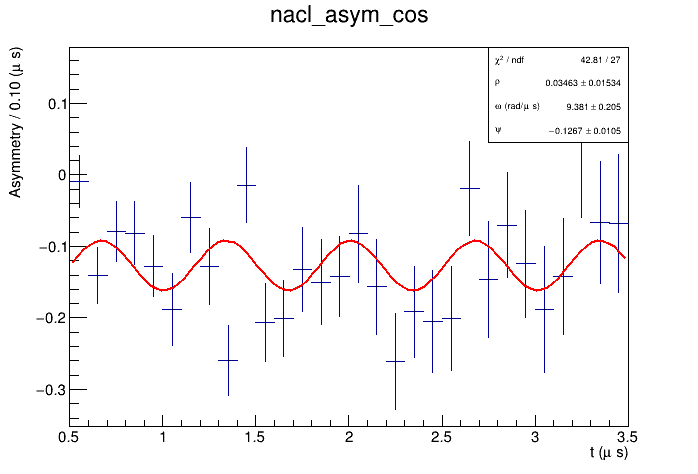 nacl_asym_cos
Asymmetry / 0.10 (μ s)
χ² / ndf 42.81 / 27
ρ 0.03463 ± 0.01534
ω (rad/μ s) 9.381 ± 0.205
ψ −0.1267 ± 0.0105
0.1
0
−0.1
−0.2
−0.3
0.5 1 1.5 2 2.5 3 3.5
t (μ s)